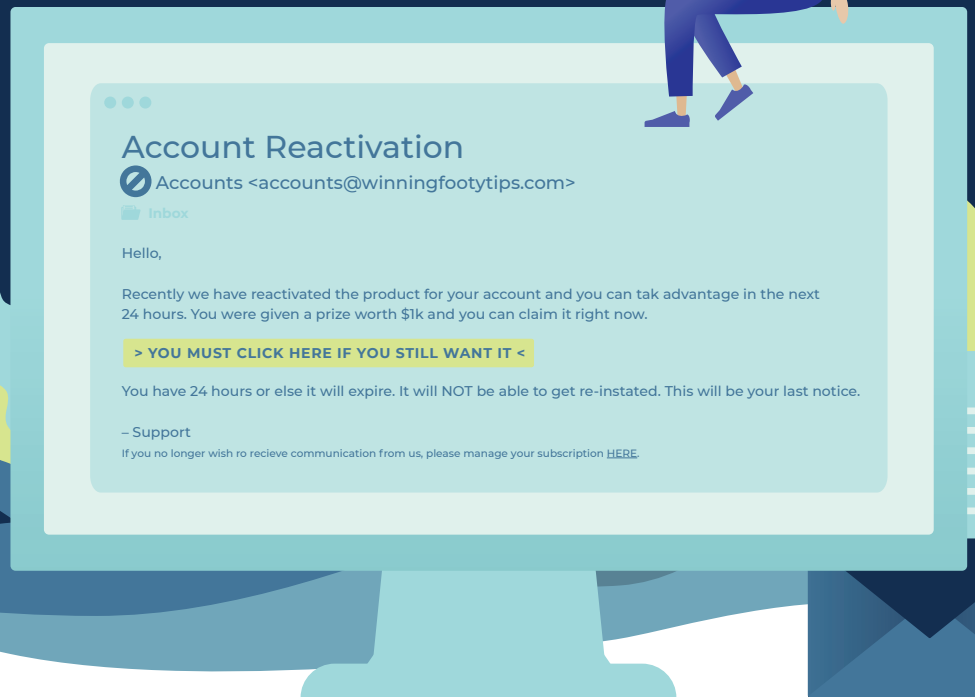 Account Reactivation
Accounts <accounts@winningfootytips.com>
Inbox
Hello,
Recently we have reactivated the product for your account and you can tak advantage in the next
24 hours. You were given a prize worth $1k and you can claim it right now.
> YOU MUST CLICK HERE IF YOU STILL WANT IT <
You have 24 hours or else it will expire. It will NOT be able to get re-instated. This will be your last notice.
– Support
If you no longer wish ro recieve communication from us, please manage your subscription HERE.